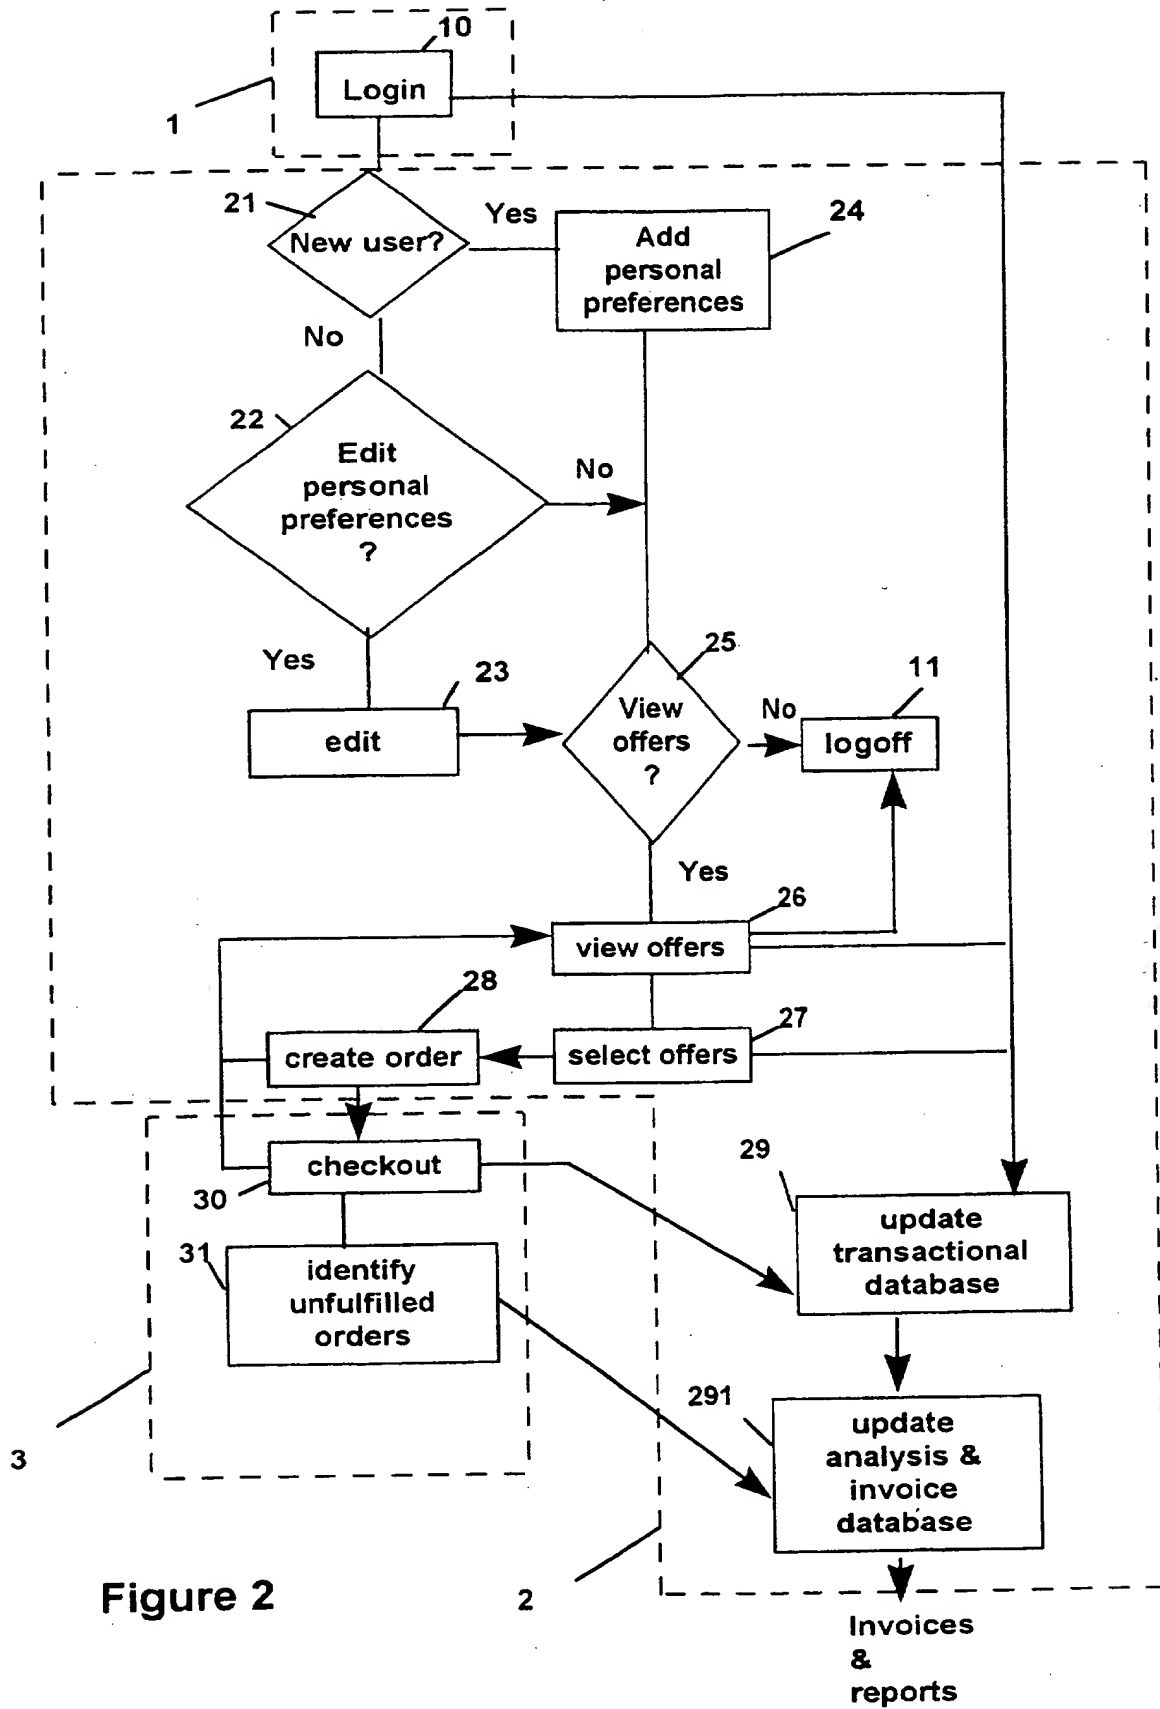 10
Login
1
21
New user?
Yes
24
Add
personal
preferences
No
22
Edit
personal
preferences
?
No
Yes
23
edit
25
View
offers
?
No
11
logoff
Yes
26
view offers
28
27
create order
select offers
checkout
30
29
update
transactional
database
31
identify
unfulfilled
orders
291
update
analysis &
invoice
database
3
2
Figure 2
Invoices
&
reports